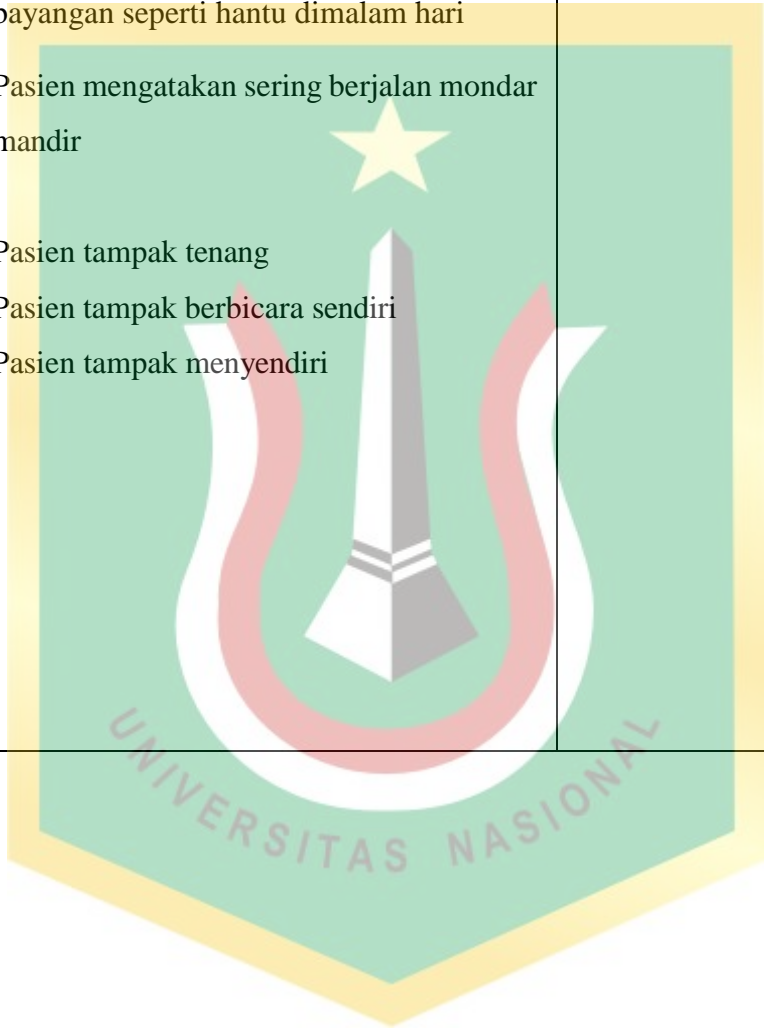 bayangan seperti hantu dimalam hari
Pasien mengatakan sering berjalan mondar
mandir
Pasien tampak tenang
Pasien tampak berbicara sendiri
Pasien tampak menyendiri
UNIVERSITAS NASIONAL